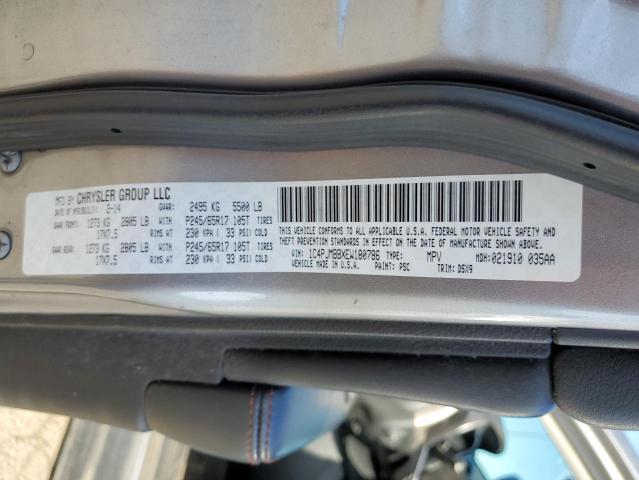 MFD BY CHRYSLER GROUP LLC
DATE OF MFR/BUILT: 2-14 GVWR: 2495 KG 5500 LB
GAWR FRONT: 1273 KG 2805 LB WITH P245/65R17 105T TIRES
17X7.5 RIMS AT 230 KPA ( 33 PSI) COLD
GAWR REAR: 1273 KG 2805 LB WITH P245/65R17 105T TIRES
17X7.5 RIMS AT 230 KPA ( 33 PSI) COLD
THIS VEHICLE CONFORMS TO ALL APPLICABLE U.S.A. FEDERAL MOTOR VEHICLE SAFETY
AND THEFT PREVENTION STANDARDS IN EFFECT ON THE DATE OF MANUFACTURE SHOWN ABOVE.
VIN: 1C4PJMBBXEW180786 TYPE: MPV MDH: 021910 035AA
VEHICLE MADE IN U.S.A. PAINT: PSC TRIM: DSX9